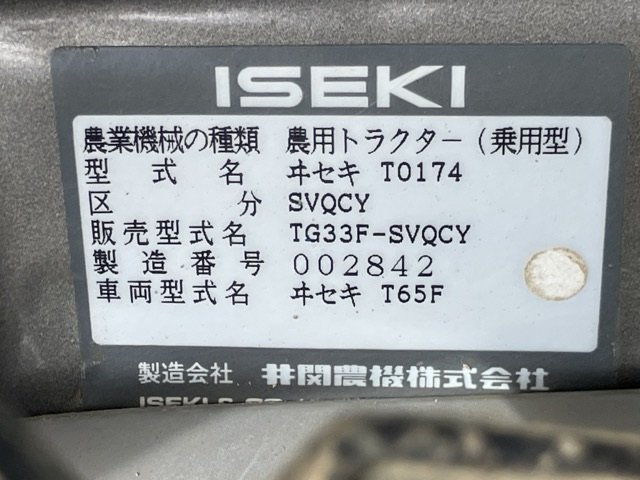 ISEKI
農業機械の種類 農用トラクター(乗用型)
型式名 ヰセキ T0174
区分 SVQCY
販売型式名 TG33F-SVQCY
製造番号 002842
車両型式名 ヰセキ T65F
製造会社 井関農機株式会社
ISEKI &